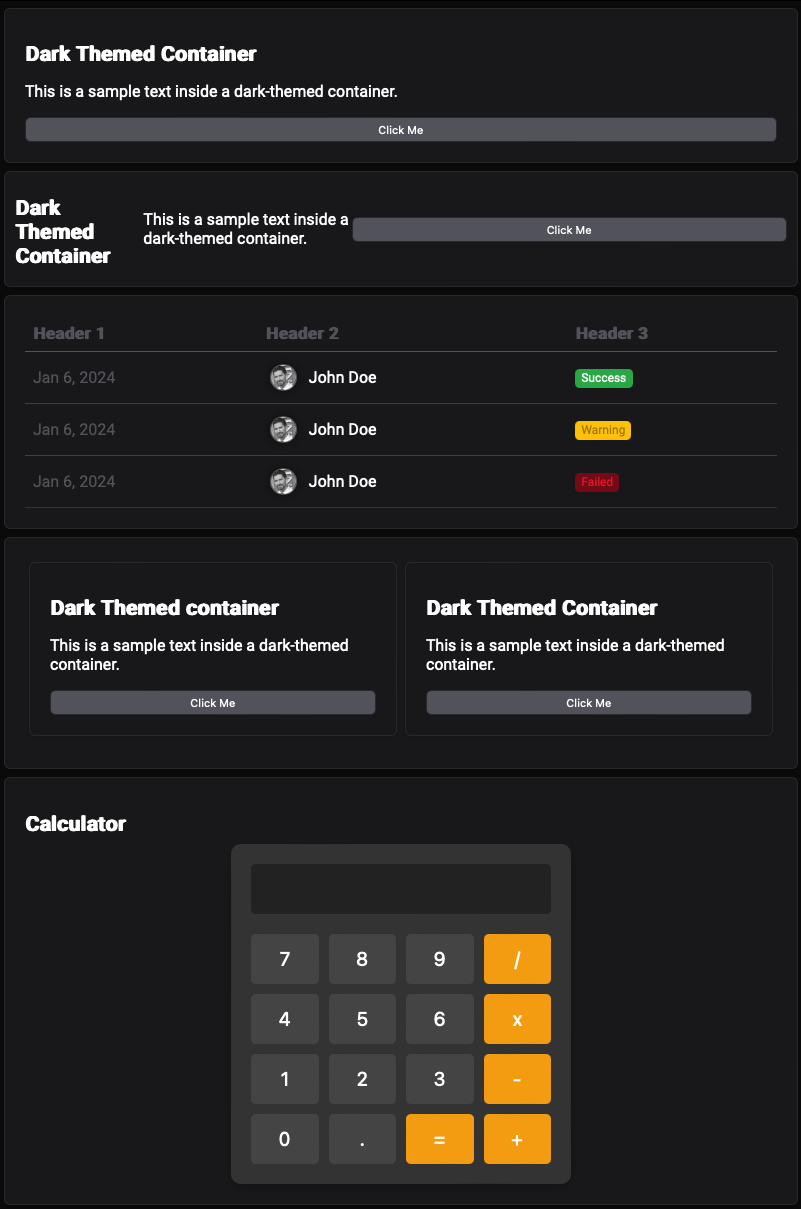 Dark Themed Container
This is a sample text inside a dark-themed container.
Click Me
Dark
Themed
Container
This is a sample text inside a
dark-themed container.
Click Me
Header 1 Header 2 Header 3
Jan 6, 2024 John Doe Success
Jan 6, 2024 John Doe Warning
Jan 6, 2024 John Doe Failed
Dark Themed container
This is a sample text inside a dark-themed
container.
Click Me
Dark Themed Container
This is a sample text inside a dark-themed
container.
Click Me
Calculator
7 8 9 /
4 5 6 x
1 2 3 -
0 . = +